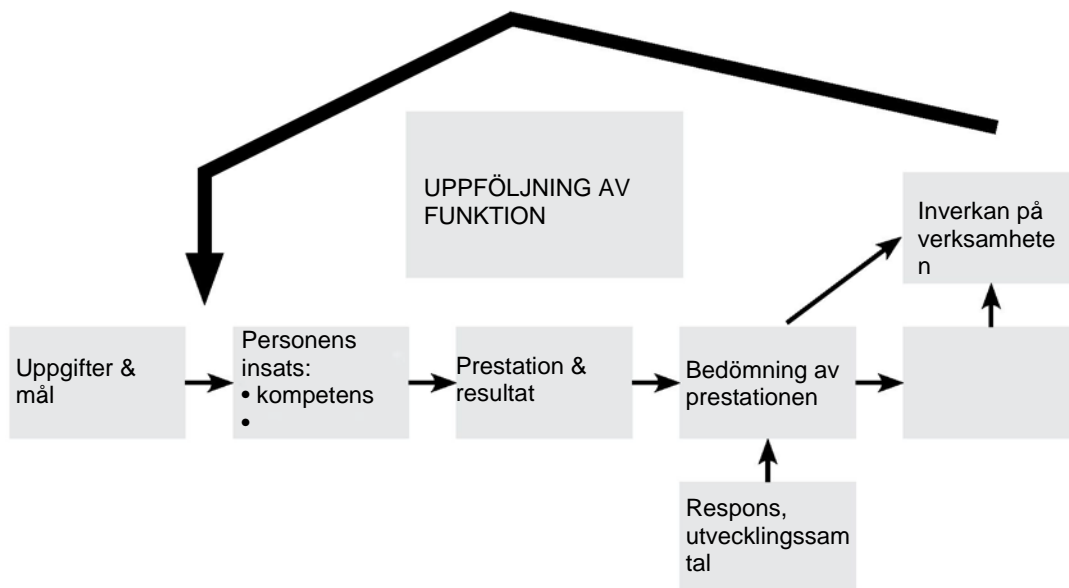 UPPFÖLJNING AV
FUNKTION
Inverkan på
verksamhete
n
Uppgifter &
mål
Personens
insats:
• kompetens
•
Prestation &
resultat
Bedömning av
prestationen
Respons,
utvecklingssam
tal